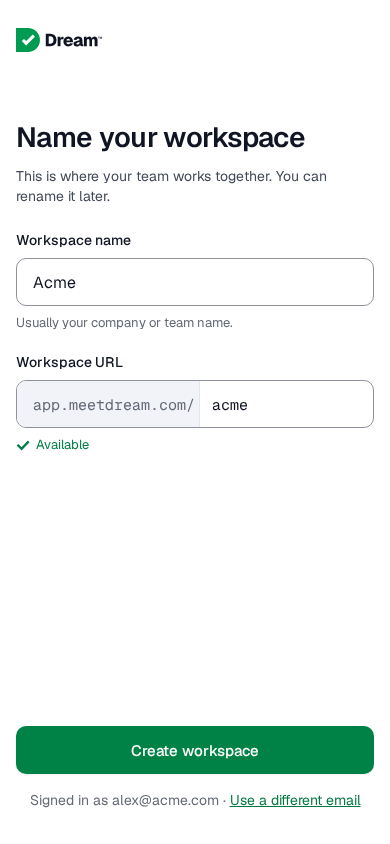 Dream™
Name your workspace
This is where your team works together. You can
rename it later.
Workspace name
Acme
Usually your company or team name.
Workspace URL
app.meetdream.com/ acme
Available
Create workspace
Signed in as alex@acme.com · Use a different email